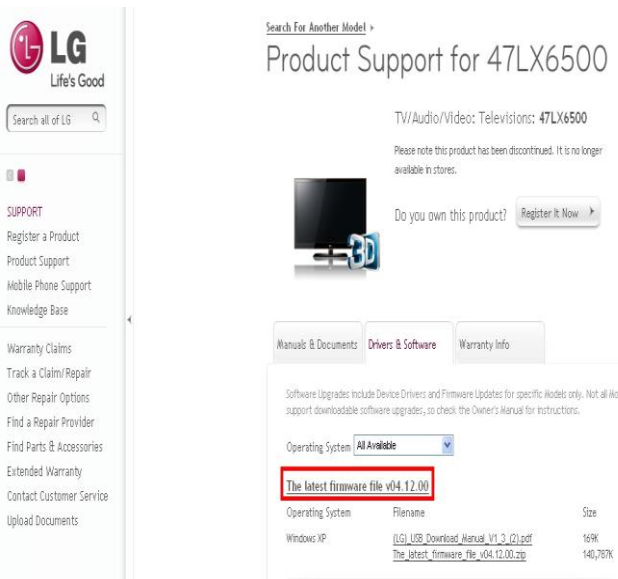 LG
Life's Good
Search all of LG
SUPPORT
Register a Product
Product Support
Mobile Phone Support
Knowledge Base
Warranty Claims
Track a Claim/Repair
Other Repair Options
Find a Repair Provider
Find Parts & Accessories
Extended Warranty
Contact Customer Service
Upload Documents
Search For Another Model
Product Support for 47LX6500
TV/Audio/Video: Televisions: 47LX6500
Please note this product has been discontinued. It is no longer
available in stores.
Do you own this product? Register It Now
3D
Manuals & Documents Drivers & Software Warranty Info
Software Upgrades include Device Drivers and Firmware Updates for specific Models only. Not all Mo
support downloadable software upgrades, so check the Owner's Manual for instructions.
Operating System All Available
The latest firmware file v04.12.00
Operating System Filename Size
Windows XP (LG)_USB_Download_Manual_V1_3_(2).pdf 169K
The_latest_firmware_file_v04.12.00.zip 140,787K